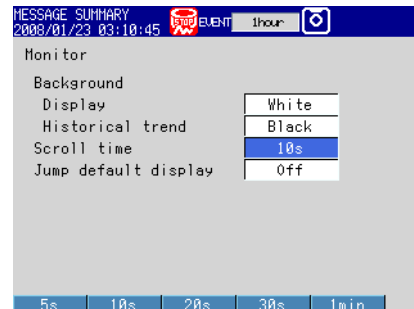 MESSAGE SUMMARY
2008/01/23 03:10:45 STOP EVENT 1hour
Monitor
Background
Display White
Historical trend Black
Scroll time 10s
Jump default display Off
5s 10s 20s 30s 1min